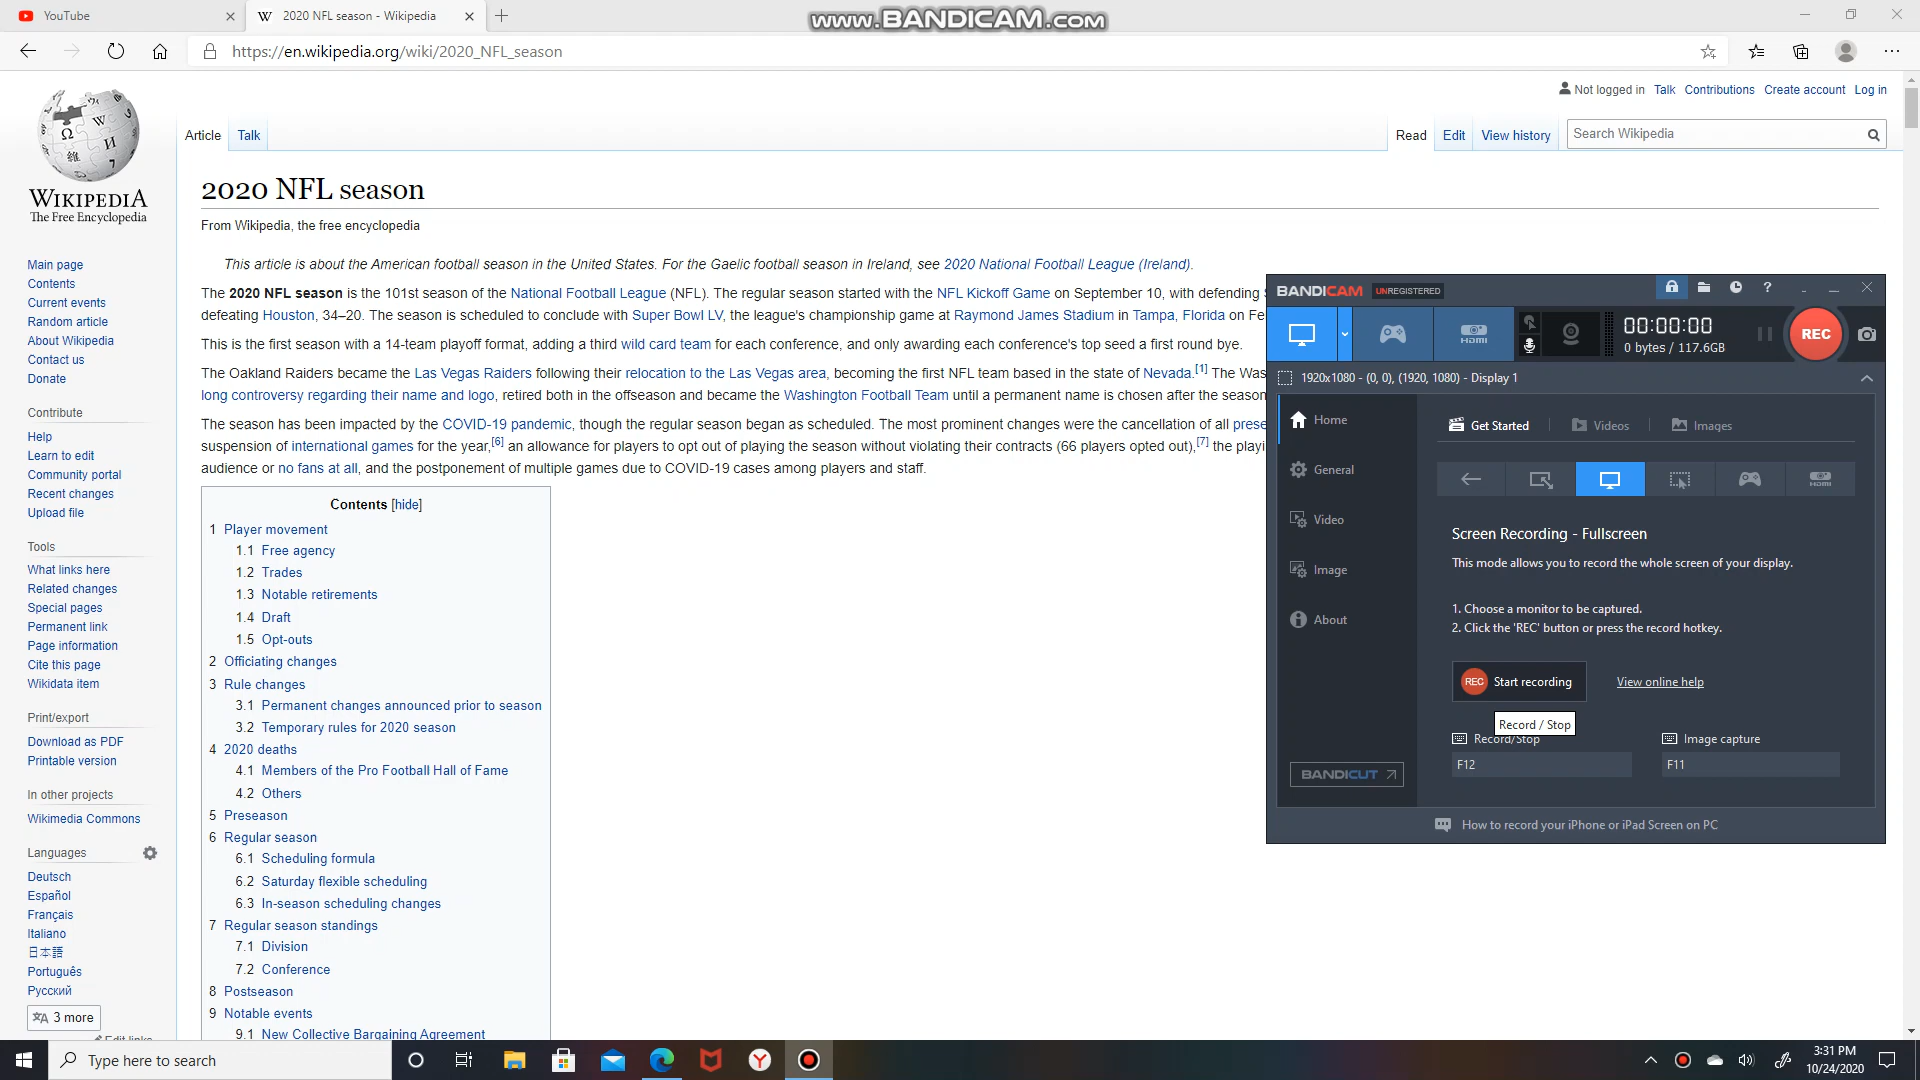 YouTube
2020 NFL season - Wikipedia
www.BANDICAM.com
https://en.wikipedia.org/wiki/2020_NFL_season
Not logged in Talk Contributions Create account Log in
Article Talk
Read Edit View history Search Wikipedia
WIKIPEDIA
The Free Encyclopedia
2020 NFL season
From Wikipedia, the free encyclopedia
This article is about the American football season in the United States. For the Gaelic football season in Ireland, see 2020 National Football League (Ireland).
The 2020 NFL season is the 101st season of the National Football League (NFL). The regular season started with the NFL Kickoff Game on September 10, with defending
defeating Houston, 34–20. The season is scheduled to conclude with Super Bowl LV, the league's championship game at Raymond James Stadium in Tampa, Florida on Fe
This is the first season with a 14-team playoff format, adding a third wild card team for each conference, and only awarding each conference's top seed a first round bye.
The Oakland Raiders became the Las Vegas Raiders following their relocation to the Las Vegas area, becoming the first NFL team based in the state of Nevada.[1] The Was
long controversy regarding their name and logo, retired both in the offseason and became the Washington Football Team until a permanent name is chosen after the season
The season has been impacted by the COVID-19 pandemic, though the regular season began as scheduled. The most prominent changes were the cancellation of all prese
suspension of international games for the year,[6] an allowance for players to opt out of playing the season without violating their contracts (66 players opted out),[7] the playi
audience or no fans at all, and the postponement of multiple games due to COVID-19 cases among players and staff.
Main page
Contents
Current events
Random article
About Wikipedia
Contact us
Donate
Contribute
Help
Learn to edit
Community portal
Recent changes
Upload file
Tools
What links here
Related changes
Special pages
Permanent link
Page information
Cite this page
Wikidata item
Print/export
Download as PDF
Printable version
In other projects
Wikimedia Commons
Languages
Deutsch
Español
Français
Italiano
日本語
Português
Русский
3 more
Edit links
Contents [hide]
1 Player movement
1.1 Free agency
1.2 Trades
1.3 Notable retirements
1.4 Draft
1.5 Opt-outs
2 Officiating changes
3 Rule changes
3.1 Permanent changes announced prior to season
3.2 Temporary rules for 2020 season
4 2020 deaths
4.1 Members of the Pro Football Hall of Fame
4.2 Others
5 Preseason
6 Regular season
6.1 Scheduling formula
6.2 Saturday flexible scheduling
6.3 In-season scheduling changes
7 Regular season standings
7.1 Division
7.2 Conference
8 Postseason
9 Notable events
9.1 New Collective Bargaining Agreement
BANDICAM UNREGISTERED
HDMI
00:00:00
0 bytes / 117.6GB
REC
1920x1080 - (0, 0), (1920, 1080) - Display 1
Home
General
Video
Image
About
BANDICUT
Get Started Videos Images
HDMI
Screen Recording - Fullscreen
This mode allows you to record the whole screen of your display.
1. Choose a monitor to be captured.
2. Click the 'REC' button or press the record hotkey.
REC Start recording View online help
Record / Stop
Record/Stop Image capture
F12 F11
How to record your iPhone or iPad Screen on PC
Type here to search
3:31 PM
10/24/2020